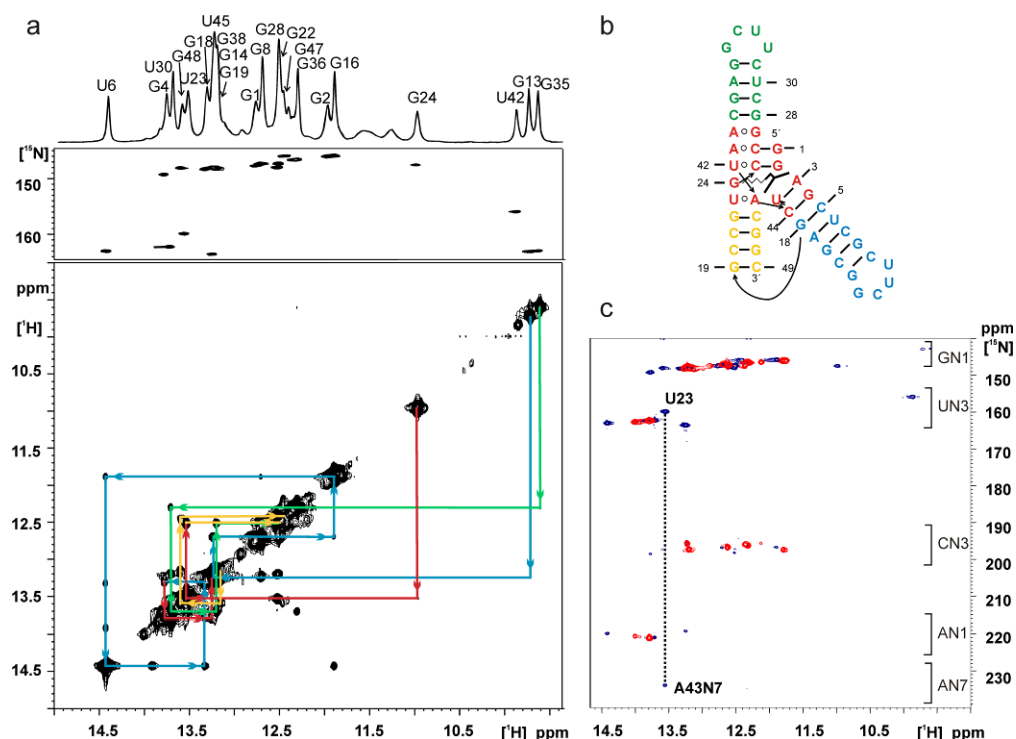 a
U6
G4
U30
G48
U23
G18
U45
G38
G14
G19
G1
G8
G28
G22
G47
G36
G2
G16
G24
U42
G13
G35
[¹⁵N]
150
160
ppm
[¹H]
10.5
11.5
12.5
13.5
14.5
14.5 13.5 12.5 11.5 10.5 [¹H] ppm
b
U U
C U
G C
G U
A C 30
G C
C G 28
A G 5´
A C G 1
42 U C G A 3
24 G U G C 5
U A C U
C C G C
C G 44 G A G C U
G G 18 C U
19 G C 49 G G C
3´
c
ppm
[¹⁵N]
GN1
150
U23
UN3
160
170
180
190
CN3
200
210
AN1
220
AN7
230
A43N7
14.5 13.5 12.5 11.5 10.5 [¹H] ppm